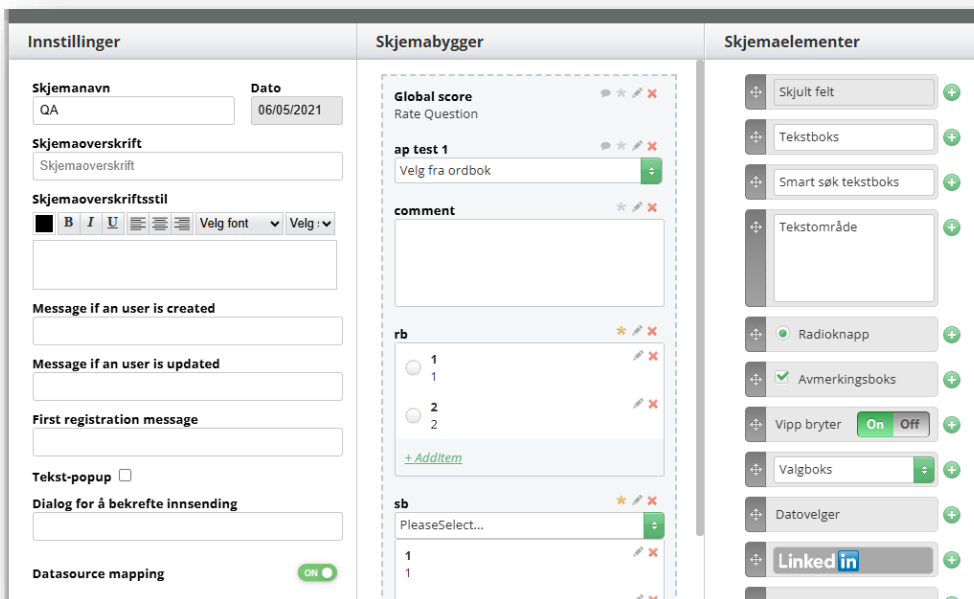 Innstillinger
Skjemanavn
Dato
QA
06/05/2021
Skjemaoverskrift
Skjemaoverskrift
Skjemaoverskriftsstil
B I U Velg font Velg
Message if an user is created
Message if an user is updated
First registration message
Tekst-popup
Dialog for å bekrefte innsending
Datasource mapping
ON
Skjemabygger
Global score
Rate Question
ap test 1
Velg fra ordbok
comment
rb
1
1
2
2
+ AddItem
sb
PleaseSelect...
1
1
Skjemaelementer
Skjult felt
Tekstboks
Smart søk tekstboks
Tekstområde
Radioknapp
Avmerkingsboks
Vipp bryter On Off
Valgboks
Datovelger
Linked in